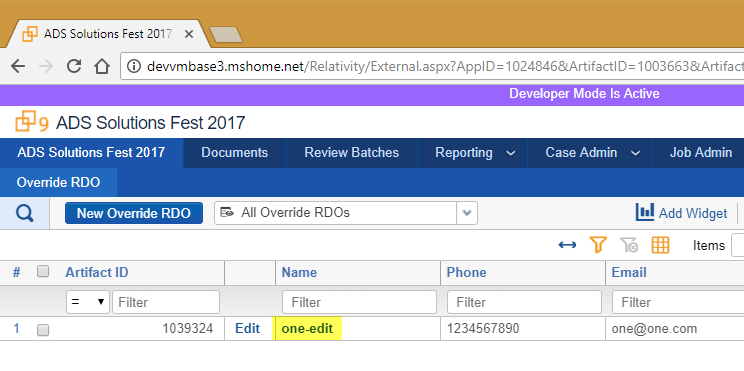 ADS Solutions Fest 2017
devvmbase3.mshome.net/Relativity/External.aspx?AppID=1024846&ArtifactID=1003663&Artifact
Developer Mode Is Active
9 ADS Solutions Fest 2017
ADS Solutions Fest 2017 Documents Review Batches Reporting Case Admin Job Admin
Override RDO
New Override RDO All Override RDOs Add Widget
Items
# Artifact ID Name Phone Email
= Filter Filter Filter Filter
1 1039324 Edit one-edit 1234567890 one@one.com